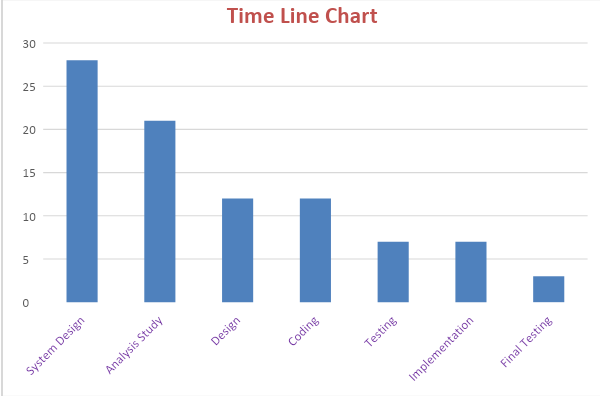 Time Line Chart
30
25
20
15
10
5
0
System Design
Analysis Study
Design
Coding
Testing
Implementation
Final Testing